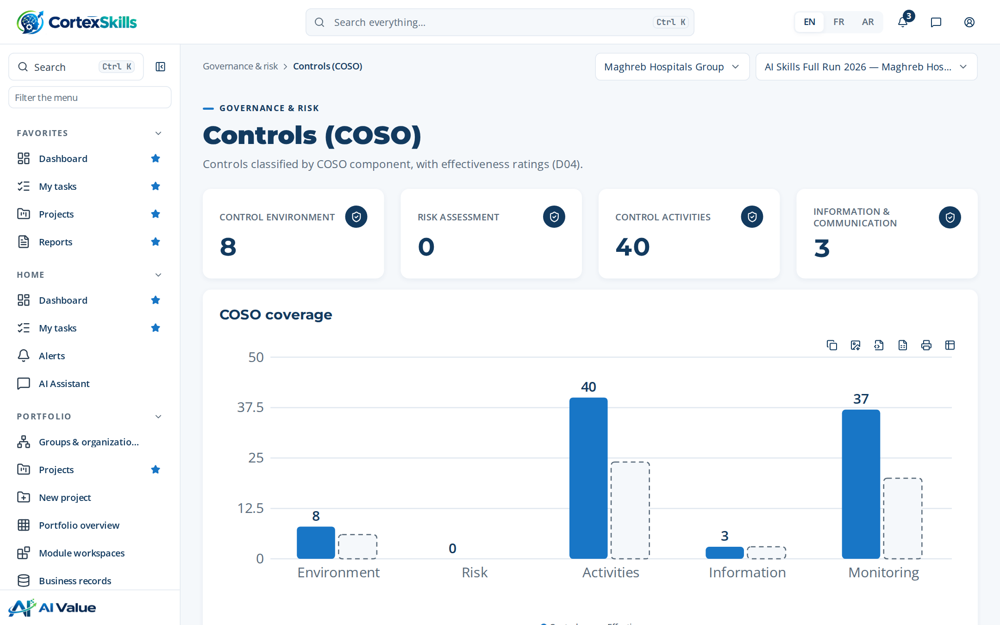 CortexSkills
Search everything...
Ctrl K
EN
FR
AR
3
Search
Ctrl K
Filter the menu
FAVORITES
Dashboard
My tasks
Projects
Reports
HOME
Dashboard
My tasks
Alerts
AI Assistant
PORTFOLIO
Groups & organizatio...
Projects
New project
Portfolio overview
Module workspaces
Business records
AI Value
Governance & risk
Controls (COSO)
Maghreb Hospitals Group
AI Skills Full Run 2026 — Maghreb Hos...
GOVERNANCE & RISK
Controls (COSO)
Controls classified by COSO component, with effectiveness ratings (D04).
CONTROL ENVIRONMENT
8
RISK ASSESSMENT
0
CONTROL ACTIVITIES
40
INFORMATION &
COMMUNICATION
3
COSO coverage
50
37.5
25
12.5
0
8
0
40
3
37
Environment
Risk
Activities
Information
Monitoring